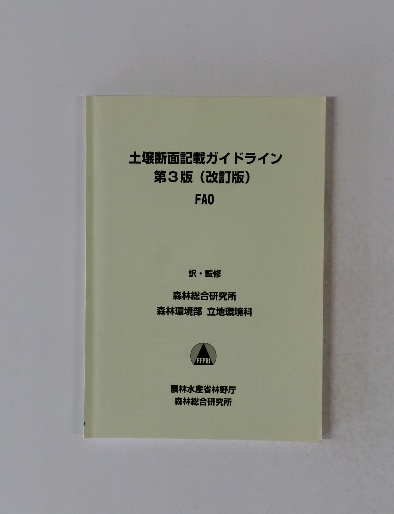 土壌断面記載ガイドライン
第3版（改訂版）
FAO
訳・監修
森林総合研究所
森林環境部 立地環境科
FFPRI
農林水産省林野庁
森林総合研究所